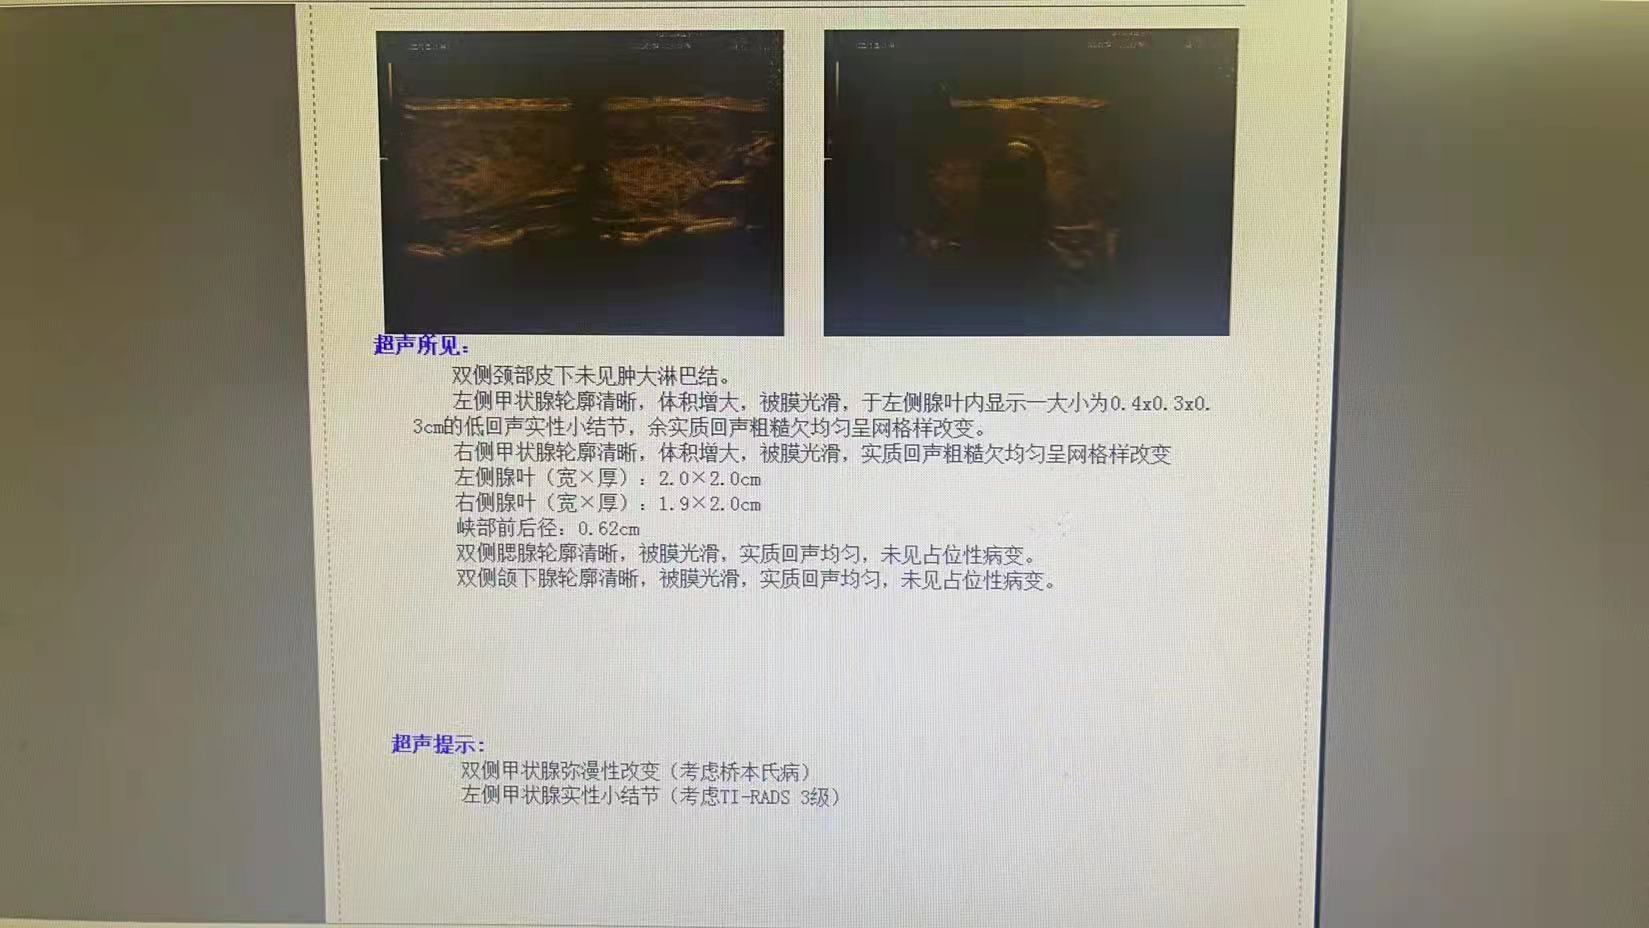 超声所见：
双侧颈部皮下未见肿大淋巴结。
左侧甲状腺轮廓清晰，体积增大，被膜光滑，于左侧腺叶内显示一大小为0.4x0.3x0.
3cm的低回声实性小结节，余实质回声粗糙欠均匀呈网格样改变。
右侧甲状腺轮廓清晰，体积增大，被膜光滑，实质回声粗糙欠均匀呈网格样改变
左侧腺叶（宽×厚）：2.0×2.0cm
右侧腺叶（宽×厚）：1.9×2.0cm
峡部前后径：0.62cm
双侧腮腺轮廓清晰，被膜光滑，实质回声均匀，未见占位性病变。
双侧颌下腺轮廓清晰，被膜光滑，实质回声均匀，未见占位性病变。
超声提示：
双侧甲状腺弥漫性改变（考虑桥本氏病）
左侧甲状腺实性小结节（考虑TI-RADS 3级）